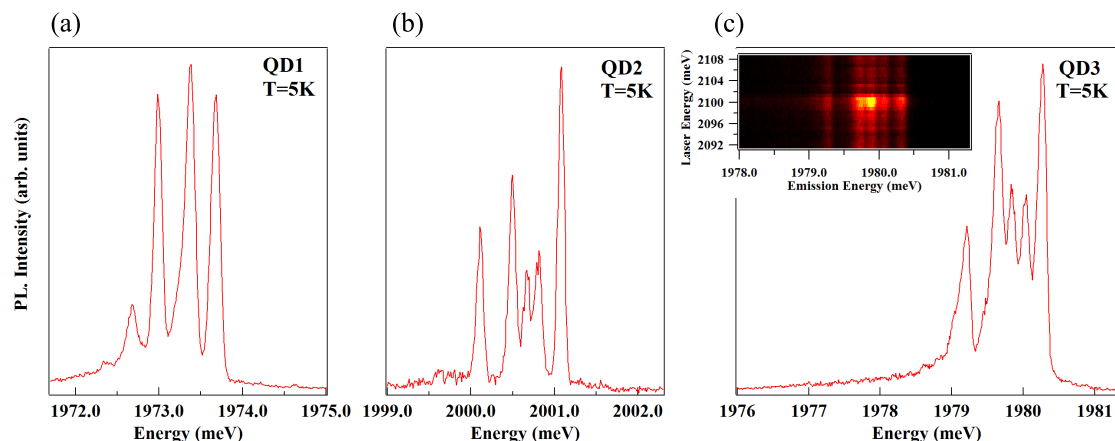 (a)
(b)
(c)
PL. Intensity (arb. units)
QD1
T=5K
1972.0 1973.0 1974.0 1975.0
Energy (meV)
QD2
T=5K
1999.0 2000.0 2001.0 2002.0
Energy (meV)
QD3
T=5K
Laser Energy (meV)
2108
2104
2100
2096
2092
1978.0 1979.0 1980.0 1981.0
Emission Energy (meV)
1976 1977 1978 1979 1980 1981
Energy (meV)